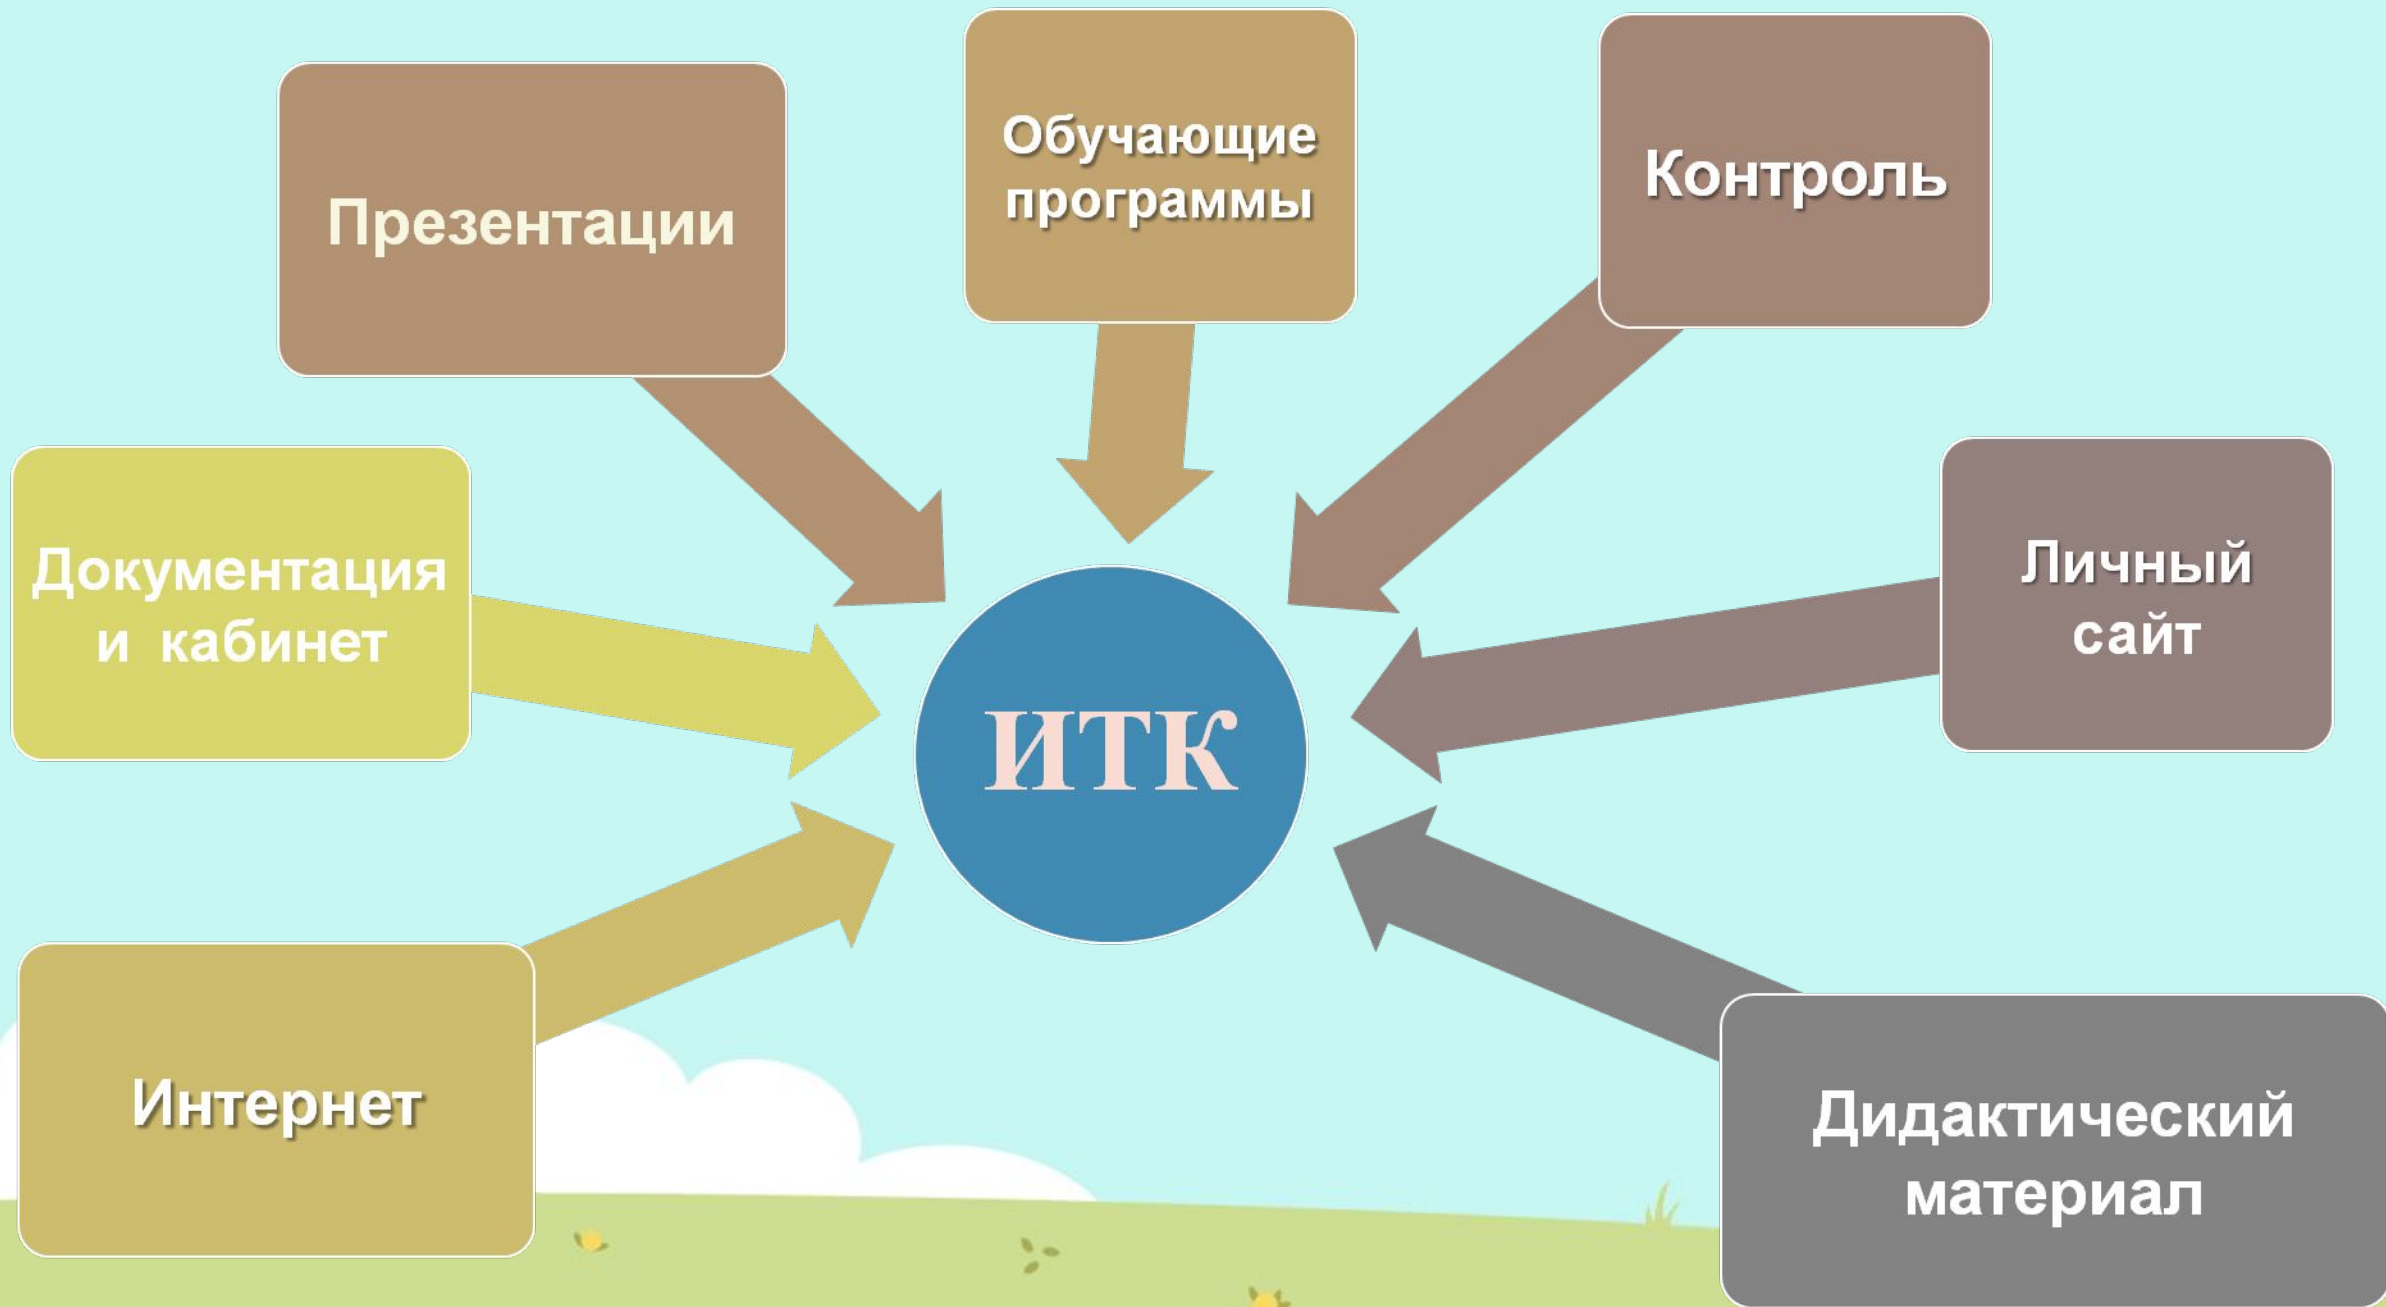 Обучающие
программы
Контроль
Презентации
Документация
и кабинет
Личный
сайт
ИТК
Интернет
Дидактический
материал